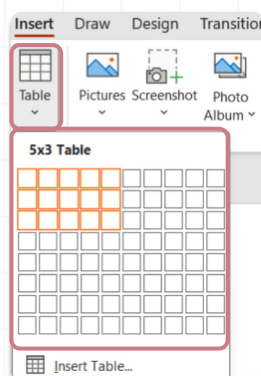 Insert Draw Design Transition
Table Pictures Screenshot Photo
Album
5x3 Table
Insert Table...